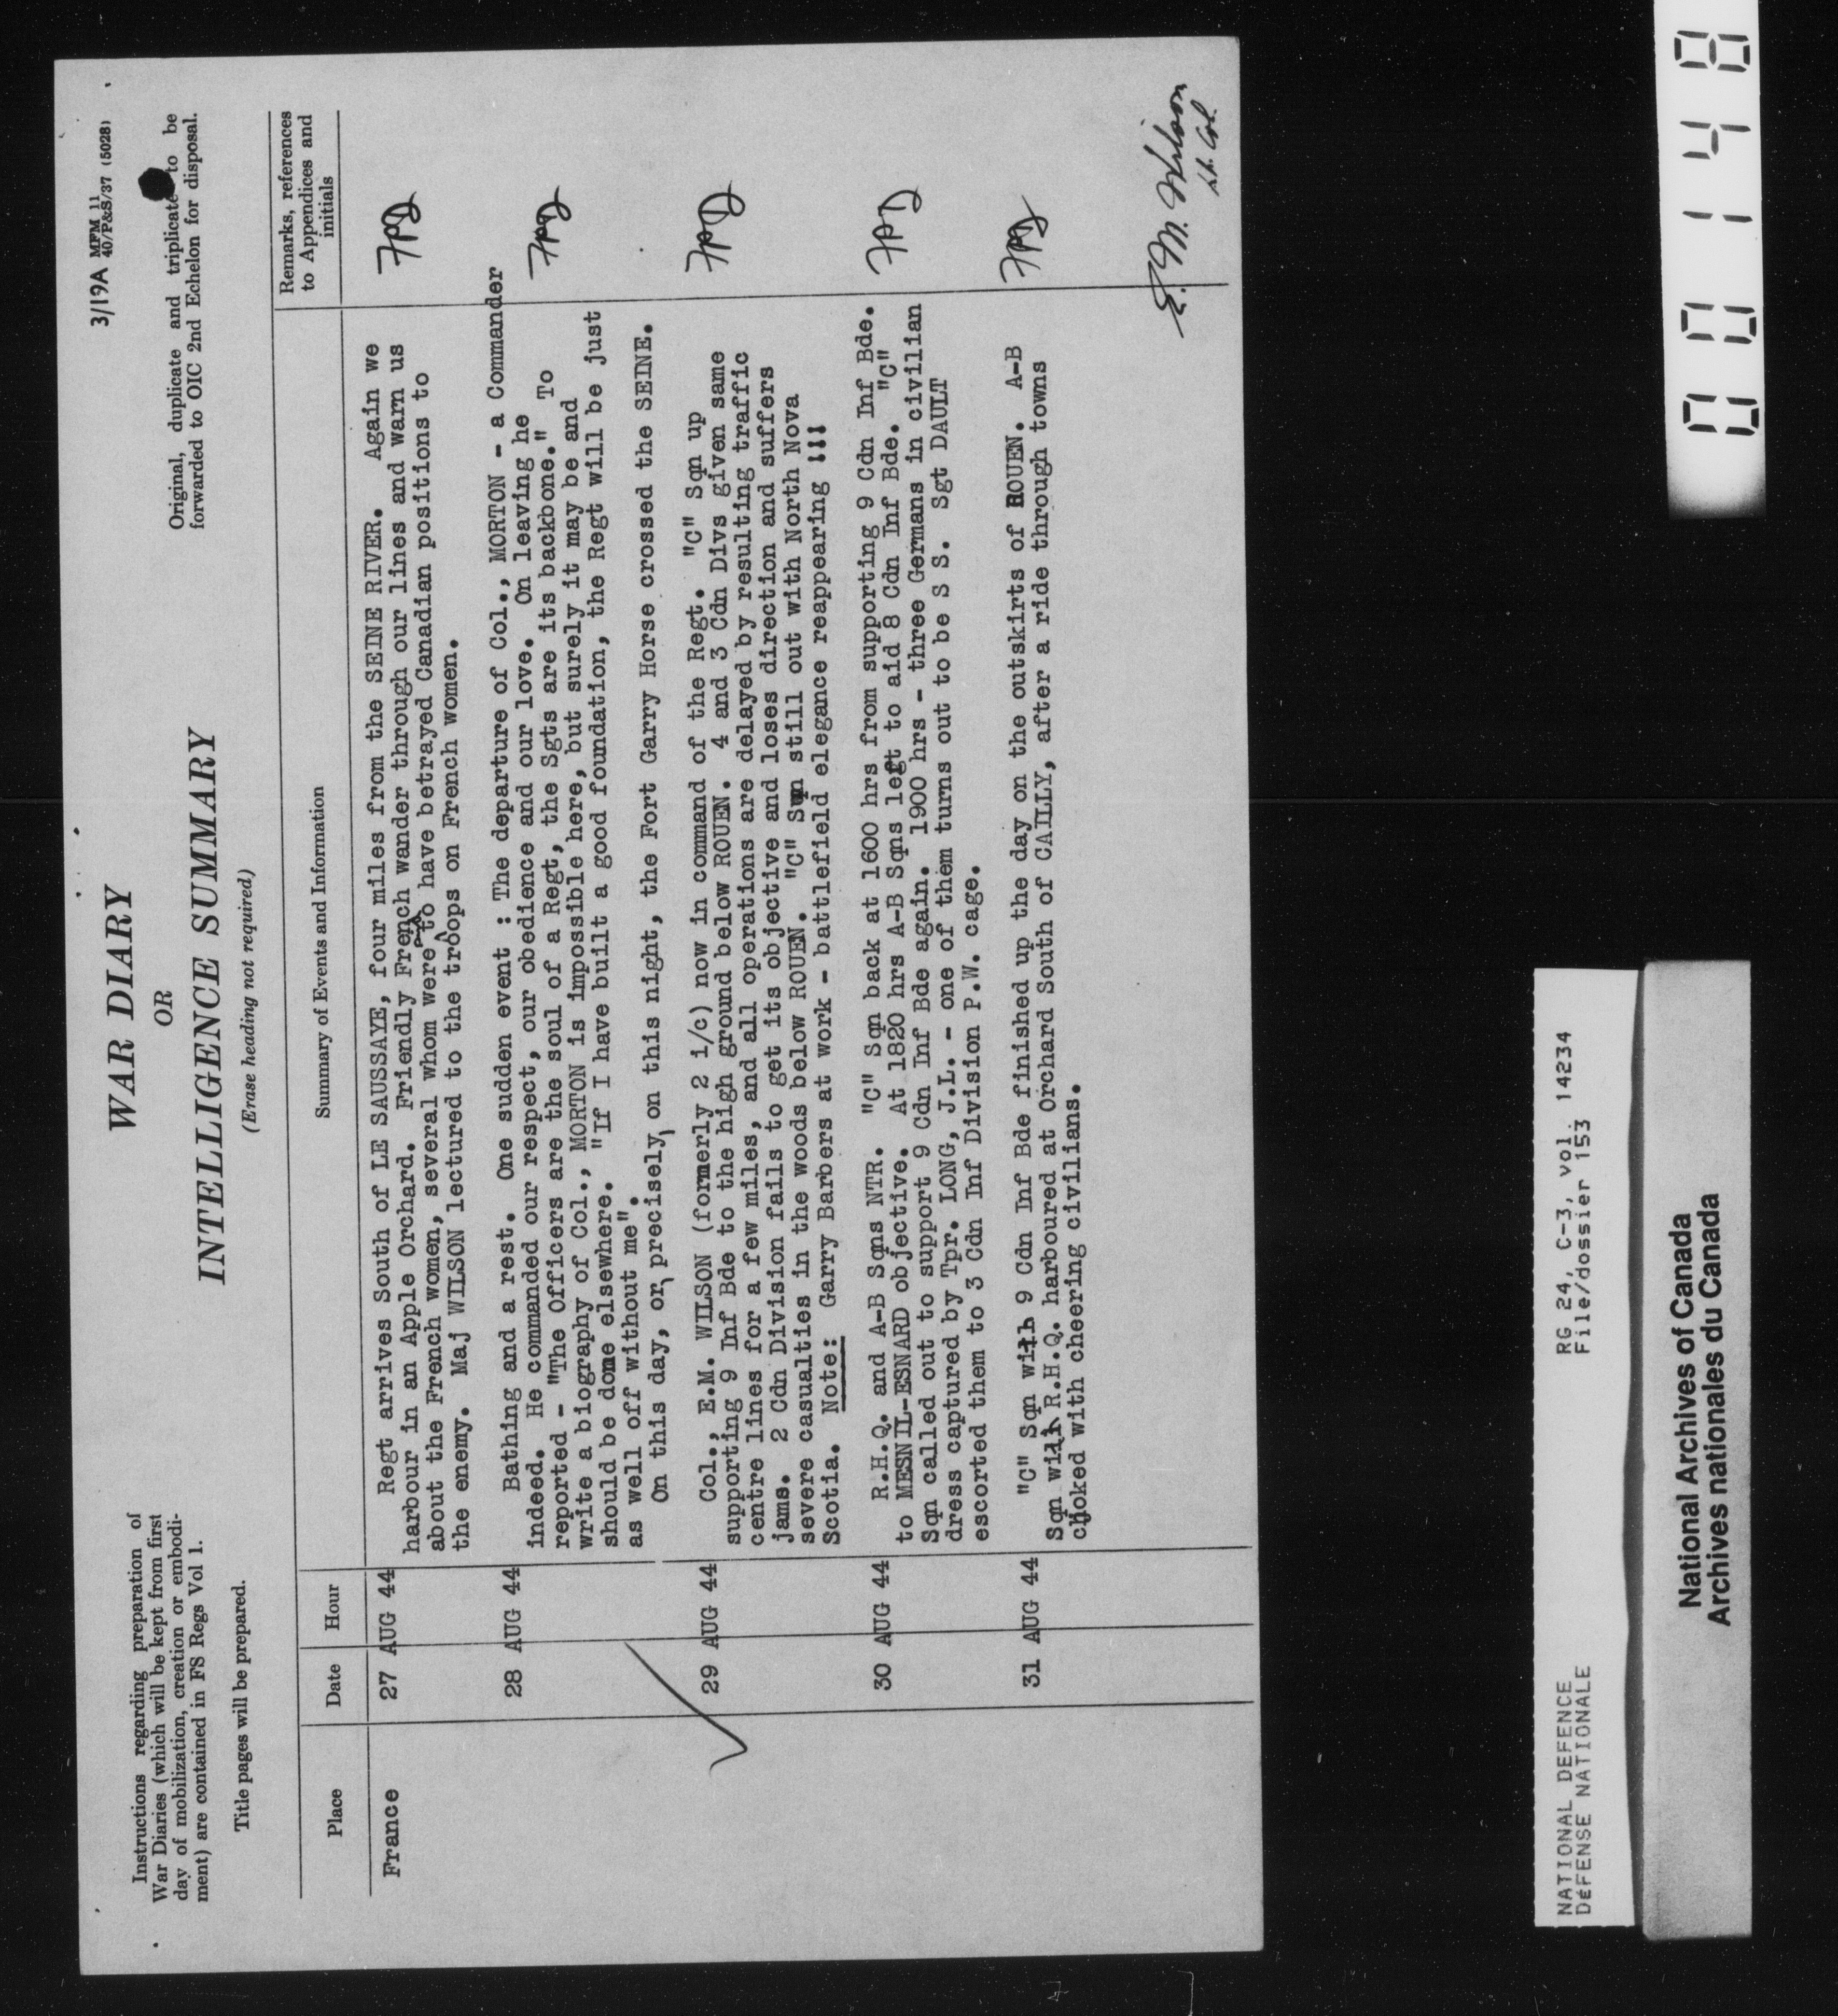 3/19A MFM 11
40/P&S/37 (5028)
Instructions regarding preparation of
War Diaries (which will be kept from first
day of mobilization, creation or embodi-
ment) are contained in FS Regs Vol 1.
Title pages will be prepared.
WAR DIARY
OR
INTELLIGENCE SUMMARY
(Erase heading not required)
Original, duplicate and triplicate to be
forwarded to OIC 2nd Echelon for disposal.
Place Date Hour Summary of Events and Information Remarks, references
to Appendices and
initials
France 27 AUG 44 Regt arrives South of LE SAUSSAYE, four miles from the SEINE RIVER. Again we
harbour in an Apple Orchard. Friendly French wander through our lines and warn us
about the French women, several whom were to have betrayed Canadian positions to
the enemy. Maj WILSON lectured to the troops on French women.
28 AUG 44 Bathing and a rest. One sudden event : The departure of Col., MORTON - a Commander
indeed. He commanded our respect, our obedience and our love. On leaving he
reported - "The Officers are the soul of a Regt, the Sgts are its backbone." To
write a biography of Col., MORTON is impossible here, but surely it may be and
should be done elsewhere. "If I have built a good foundation, the Regt will be just
as well off without me".
On this day, or, precisely, on this night, the Fort Garry Horse crossed the SEINE.
29 AUG 44 Col., E.M. WILSON (formerly 2 i/c) now in command of the Regt. "C" Sqn up
supporting 9 Inf Bde to the high ground below ROUEN. 4 and 3 Cdn Divs given same
centre lines for a few miles, and all operations are delayed by resulting traffic
jams. 2 Cdn Division fails to get its objective and loses direction and suffers
severe casualties in the woods below ROUEN. "C" Sqn still out with North Nova
Scotia. Note: Garry Barbers at work - battlefield elegance reappearing !!!
30 AUG 44 R.H.Q. and A-B Sqns NTR. "C" Sqn back at 1600 hrs from supporting 9 Cdn Inf Bde.
to MESNIL-ESNARD objective. At 1820 hrs A-B Sqns left to aid 8 Cdn Inf Bde. "C"
Sqn called out to support 9 Cdn Inf Bde again. 1900 hrs - three Germans in civilian
dress captured by Tpr. LONG, J.L. - one of them turns out to be S S. Sgt DAULT
escorted them to 3 Cdn Inf Division P.W. cage.
31 AUG 44 "C" Sqn with 9 Cdn Inf Bde finished up the day on the outskirts of ROUEN. A-B
Sqn with R.H.Q. harboured at Orchard South of CAILLY, after a ride through towns
choked with cheering civilians.
FPD
FPD
FPD
FPD
FPD
E. M. Wilson
Lt. Col.
NATIONAL DEFENCE RG 24, C-3, vol. 14234
DÉFENSE NATIONALE File/dossier 153
National Archives of Canada
Archives nationales du Canada
00148